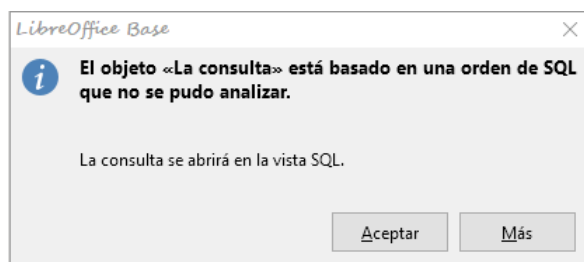 LibreOffice Base
El objeto «La consulta» está basado en una orden de SQL
que no se pudo analizar.
La consulta se abrirá en la vista SQL.
Aceptar
Más